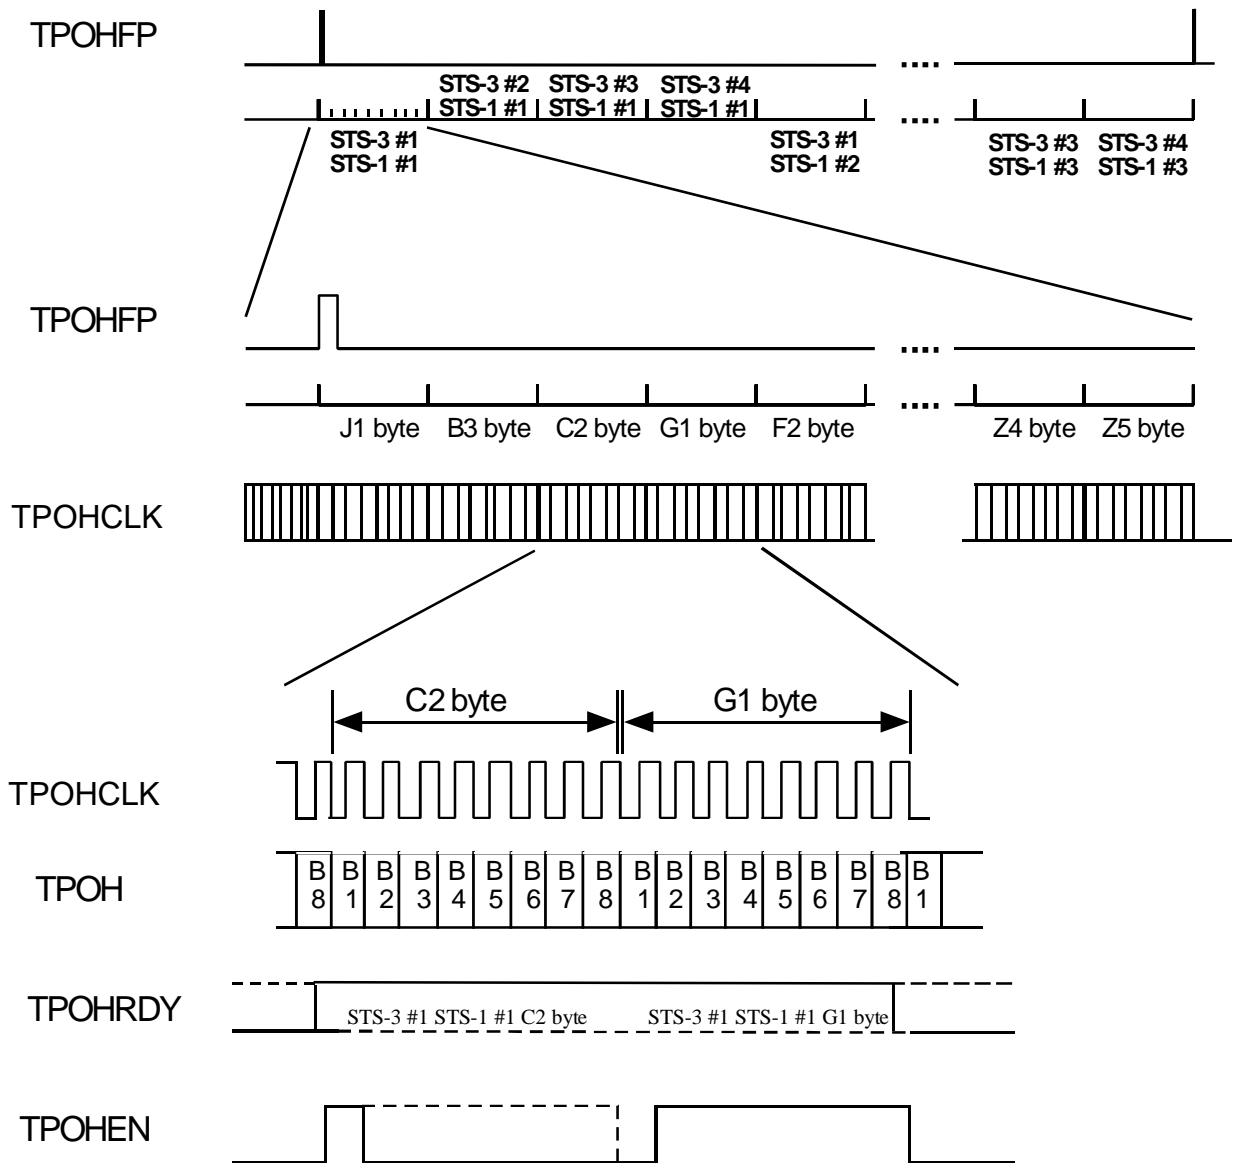 TPOHFP
STS-3 #2 STS-3 #3 STS-3 #4
STS-1 #1 STS-1 #1 STS-1 #1
STS-3 #1 STS-3 #1 STS-3 #3 STS-3 #4
STS-1 #1 STS-1 #2 STS-1 #3 STS-1 #3
TPOHFP
J1 byte B3 byte C2 byte G1 byte F2 byte Z4 byte Z5 byte
TPOHCLK
C2 byte G1 byte
TPOHCLK
TPOH
B B B B B B B B B B B B B B B B B B
8 1 2 3 4 5 6 7 8 1 2 3 4 5 6 7 8 1
TPOHRDY
STS-3 #1 STS-1 #1 C2 byte STS-3 #1 STS-1 #1 G1 byte
TPOHEN